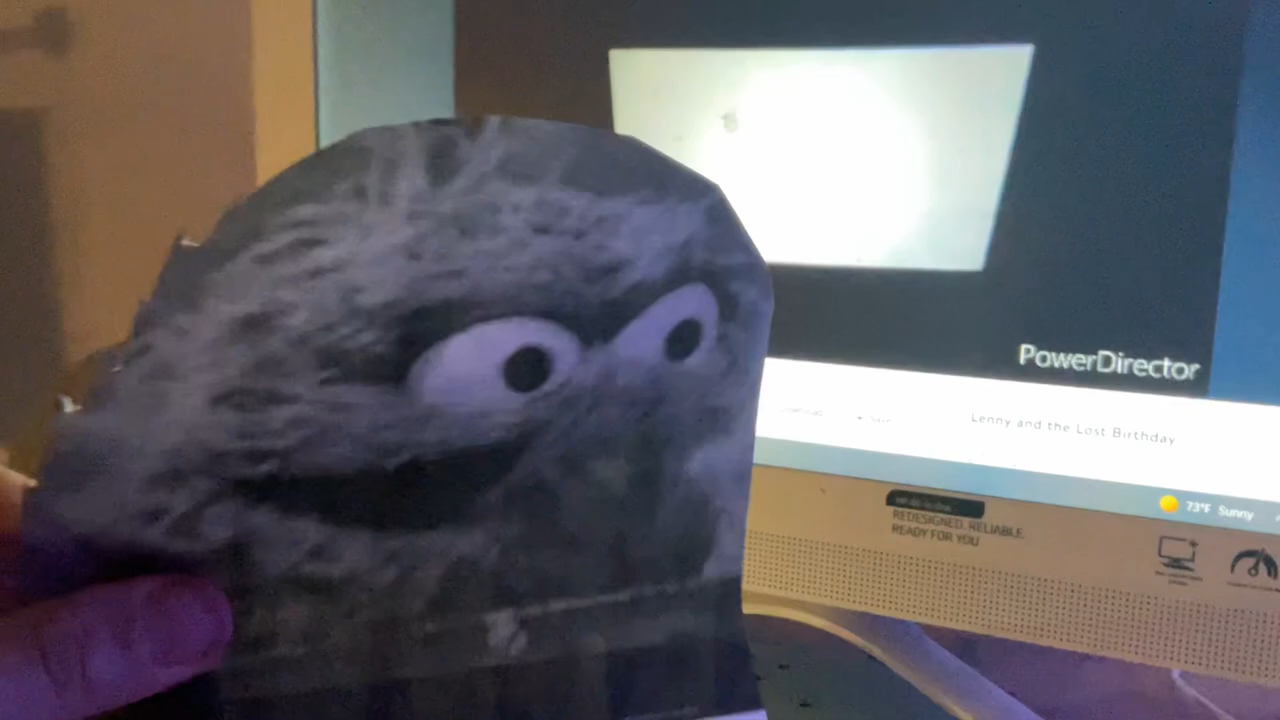 PowerDirector
Lenny and the Lost Birthday
73°F Sunny
REDESIGNED. RELIABLE.
READY FOR YOU